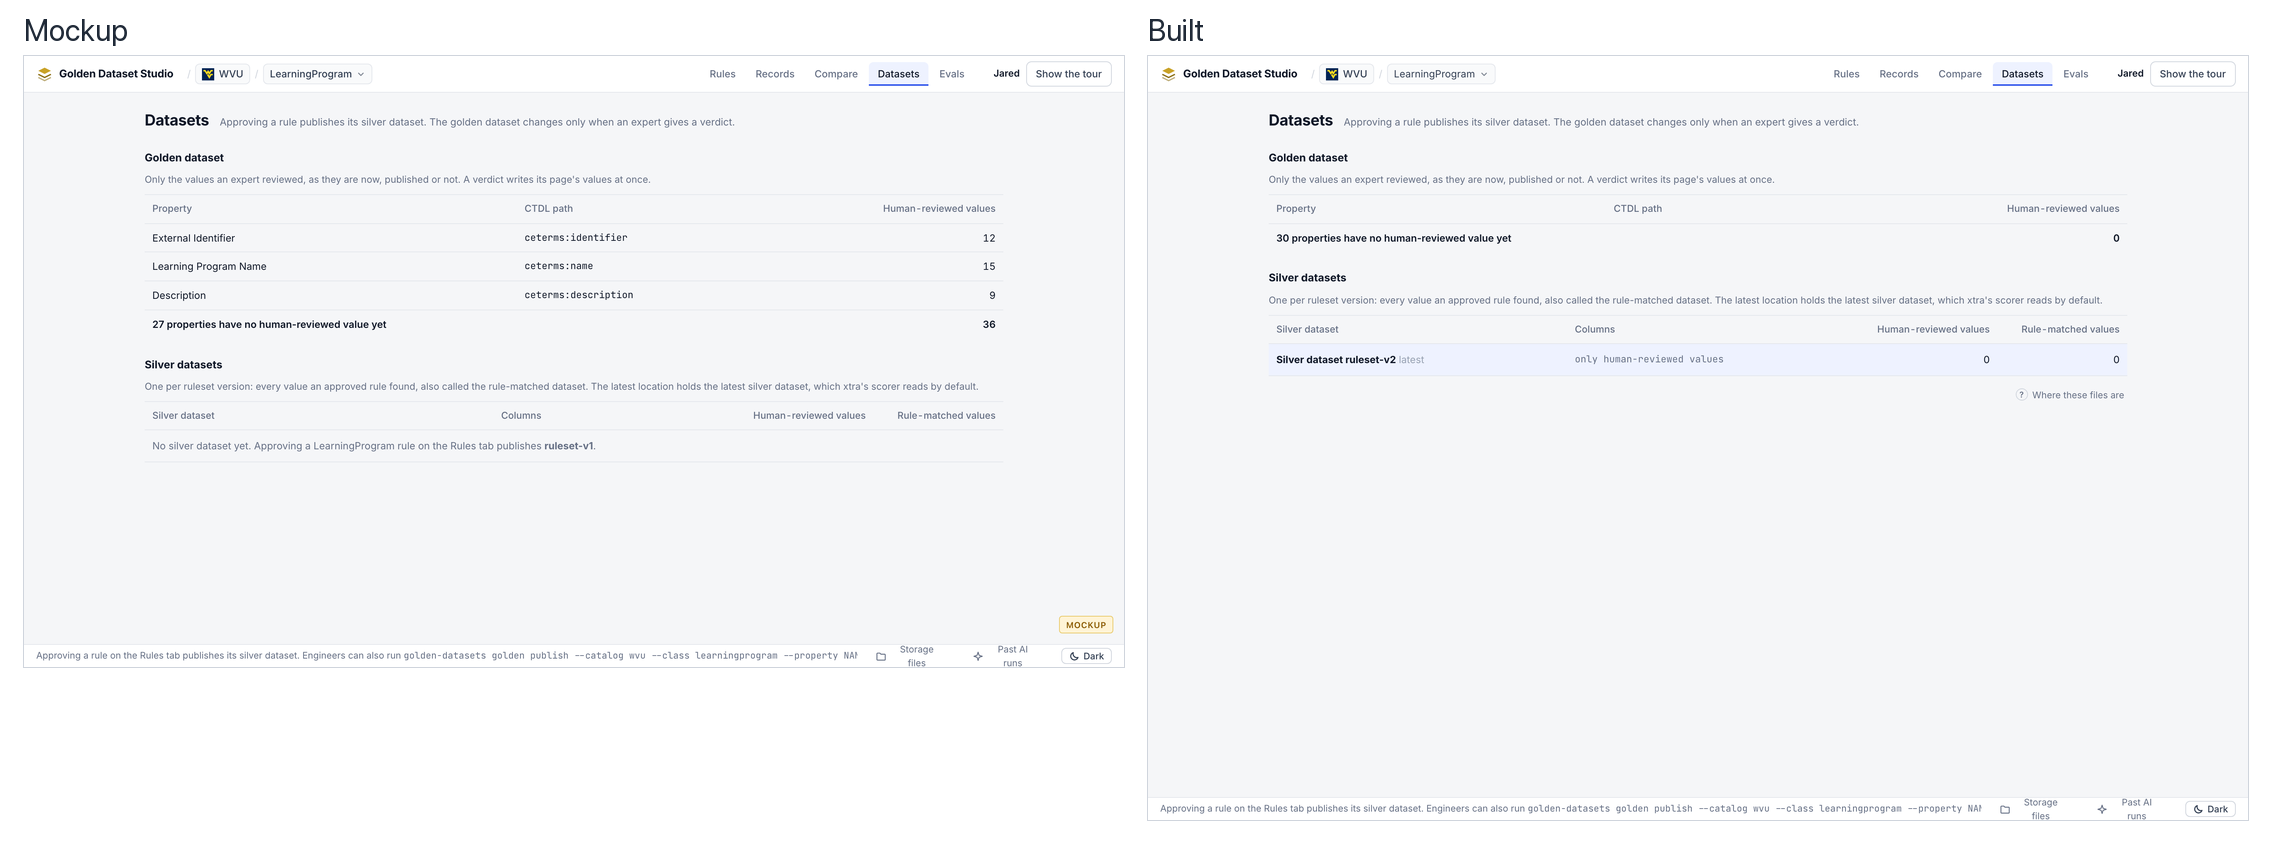 Mockup
Golden Dataset Studio / WVU / LearningProgram Rules Records Compare Datasets Evals Jared Show the tour
Datasets Approving a rule publishes its silver dataset. The golden dataset changes only when an expert gives a verdict.
Golden dataset
Only the values an expert reviewed, as they are now, published or not. A verdict writes its page's values at once.
Property CTDL path Human-reviewed values
External Identifier ceterms:identifier 12
Learning Program Name ceterms:name 15
Description ceterms:description 9
27 properties have no human-reviewed value yet 36
Silver datasets
One per ruleset version: every value an approved rule found, also called the rule-matched dataset. The latest location holds the latest silver dataset, which xtra's scorer reads by default.
Silver dataset Columns Human-reviewed values Rule-matched values
No silver dataset yet. Approving a LearningProgram rule on the Rules tab publishes ruleset-v1.
MOCKUP
Approving a rule on the Rules tab publishes its silver dataset. Engineers can also run golden-datasets golden publish --catalog wvu --class learningprogram --property NAM
Storage files
Past AI runs
Dark
Built
Golden Dataset Studio / WVU / LearningProgram Rules Records Compare Datasets Evals Jared Show the tour
Datasets Approving a rule publishes its silver dataset. The golden dataset changes only when an expert gives a verdict.
Golden dataset
Only the values an expert reviewed, as they are now, published or not. A verdict writes its page's values at once.
Property CTDL path Human-reviewed values
30 properties have no human-reviewed value yet 0
Silver datasets
One per ruleset version: every value an approved rule found, also called the rule-matched dataset. The latest location holds the latest silver dataset, which xtra's scorer reads by default.
Silver dataset Columns Human-reviewed values Rule-matched values
Silver dataset ruleset-v2 latest only human-reviewed values 0 0
? Where these files are
Approving a rule on the Rules tab publishes its silver dataset. Engineers can also run golden-datasets golden publish --catalog wvu --class learningprogram --property NAM
Storage files
Past AI runs
Dark